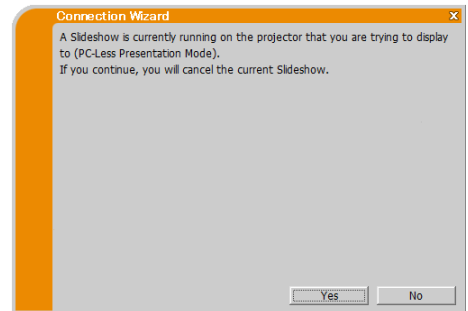 Connection Wizard
A Slideshow is currently running on the projector that you are trying to display
to (PC-Less Presentation Mode).
If you continue, you will cancel the current Slideshow.
Yes No